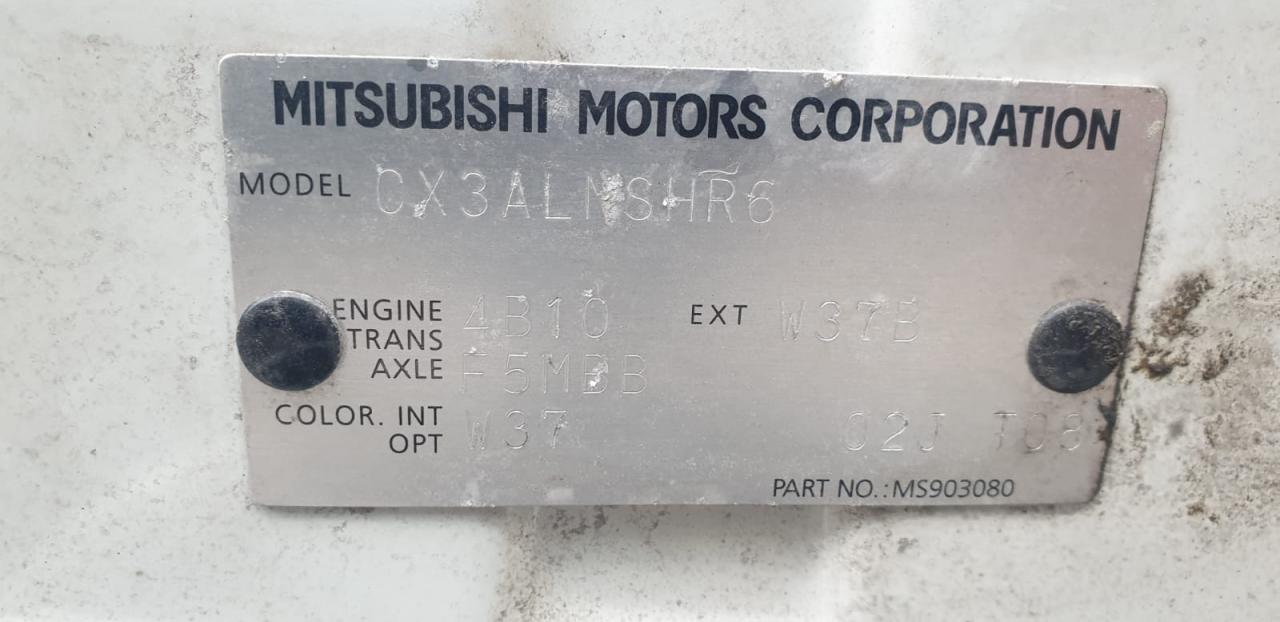 MITSUBISHI MOTORS CORPORATION
MODEL CX3ALNSHR6
ENGINE 4B10 EXT W37B
TRANS
AXLE F5MBB
COLOR. INT W37 02J T08
OPT
PART NO.: MS903080